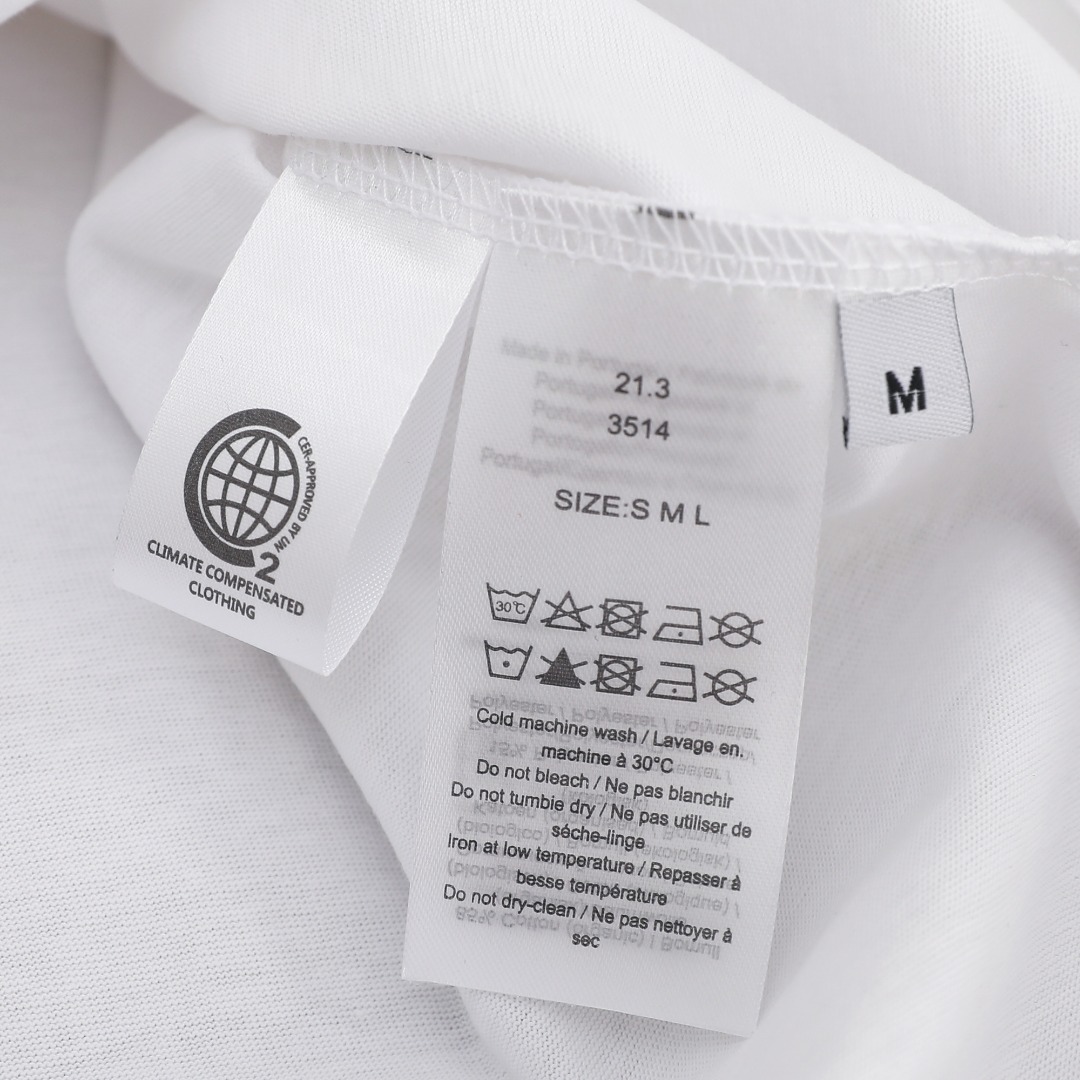 CER-APPROVED BY UN
2
CLIMATE COMPENSATED
CLOTHING
21.3
3514
SIZE:S M L
30°C
Cold machine wash / Lavage en.
machine à 30°C
Do not bleach / Ne pas blanchir
Do not tumbie dry / Ne pas utiliser de
séche-linge
Iron at low temperature / Repasser à
besse température
Do not dry-clean / Ne pas nettoyer à
sec
M